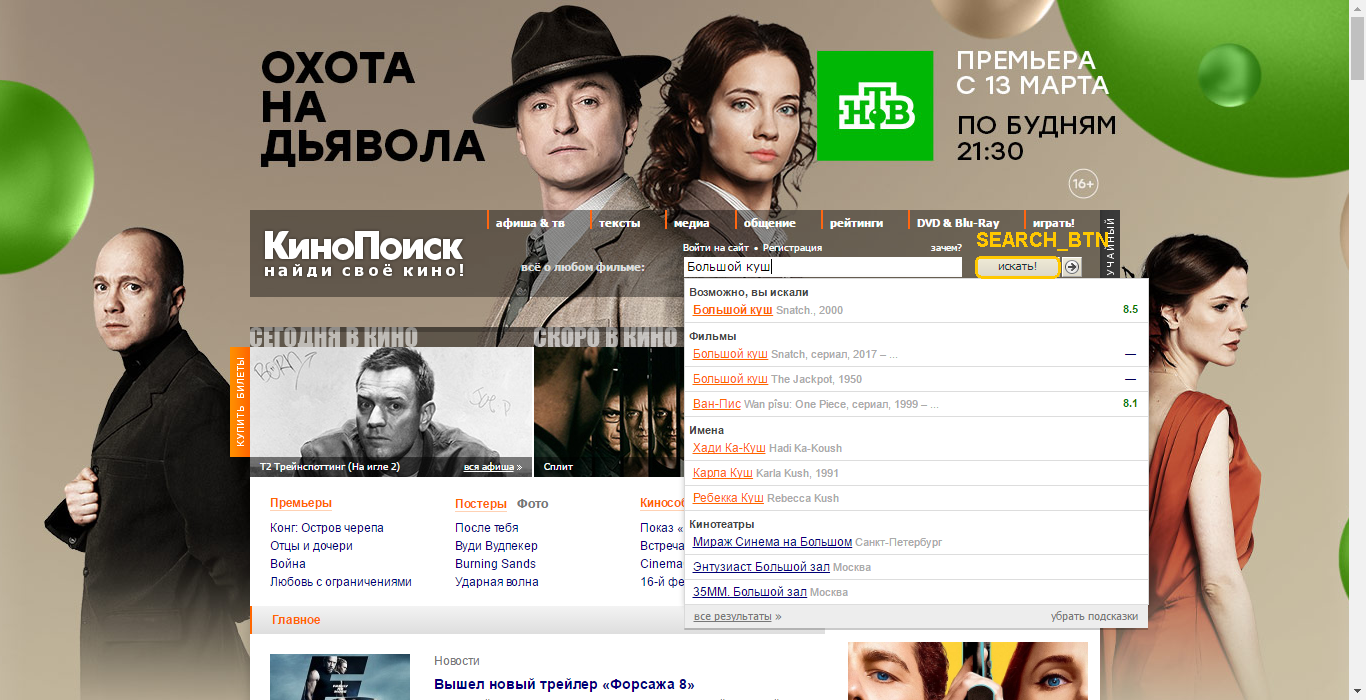 ОХОТА
НА
ДЬЯВОЛА
НТВ
ПРЕМЬЕРА
С 13 МАРТА
ПО БУДНЯМ
21:30
16+
КиноПоиск
найди своё кино!
афиша & тв
тексты
медиа
общение
рейтинги
DVD & Blu-Ray
играть!
Войти на сайт • Регистрация
зачем?
SEARCH_BTN
УЧАЙНЫЙ
всё о любом фильме:
Большой куш
искать!
Возможно, вы искали
Большой куш Snatch., 2000 8.5
Фильмы
Большой куш Snatch, сериал, 2017 – ... —
Большой куш The Jackpot, 1950 —
Ван-Пис Wan pîsu: One Piece, сериал, 1999 – ... 8.1
Имена
Хади Ка-Куш Hadi Ka-Koush
Карла Куш Karla Kush, 1991
Ребекка Куш Rebecca Kush
Кинотеатры
Мираж Синема на Большом Санкт-Петербург
Энтузиаст. Большой зал Москва
35ММ. Большой зал Москва
все результаты »
убрать подсказки
СЕГОДНЯ В КИНО
СКОРО В КИНО
КУПИТЬ БИЛЕТЫ
Т2 Трейнспоттинг (На игле 2)
вся афиша »
Сплит
Премьеры
Конг: Остров черепа
Отцы и дочери
Война
Любовь с ограничениями
Постеры Фото
После тебя
Вуди Вудпекер
Burning Sands
Ударная волна
Кинособ
Показ «
Встреча
Cinema
16-й фе
Главное
Новости
Вышел новый трейлер «Форсажа 8»